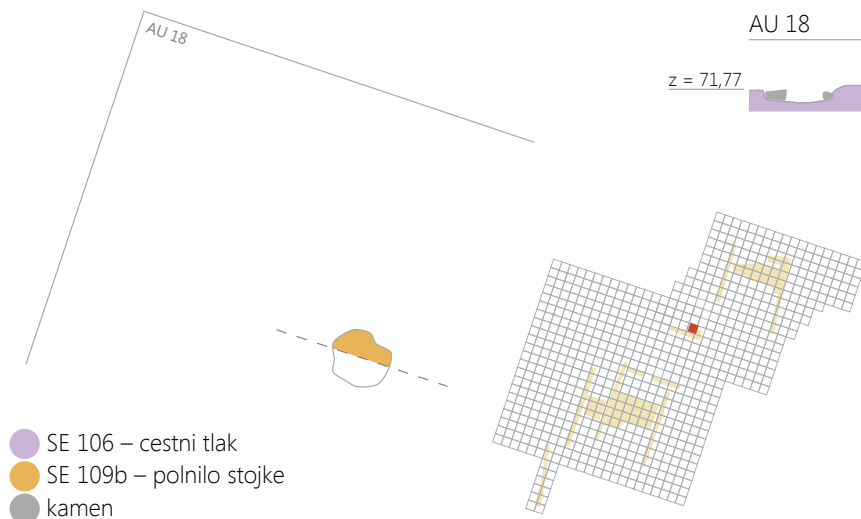 AU 18
AU 18
z = 71,77
SE 106 – cestni tlak
SE 109b – polnilo stojke
kamen